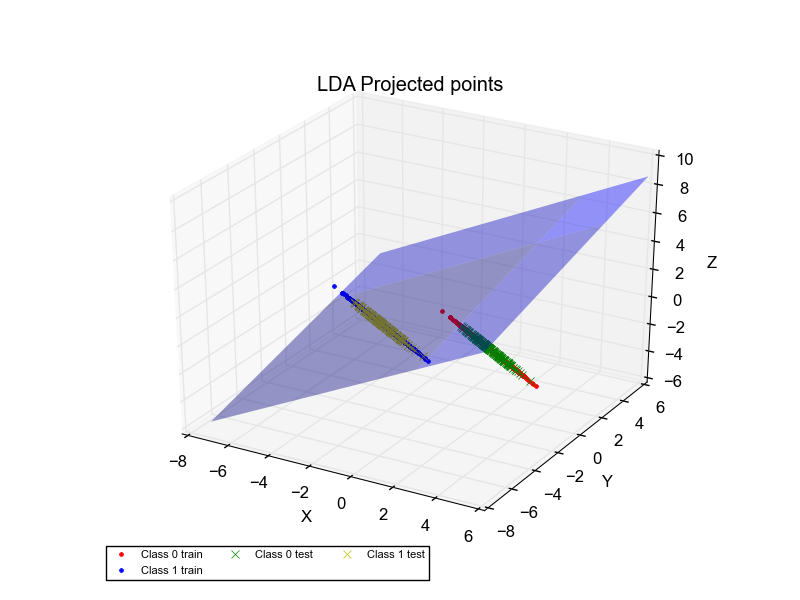 LDA Projected points
10
8
6
4
2
0
−2
−4
−6
Z
−8 −6 −4 −2 0 2 4 6
X
−8 −6 −4 −2 0 2 4 6
Y
Class 0 train Class 0 test Class 1 test
Class 1 train